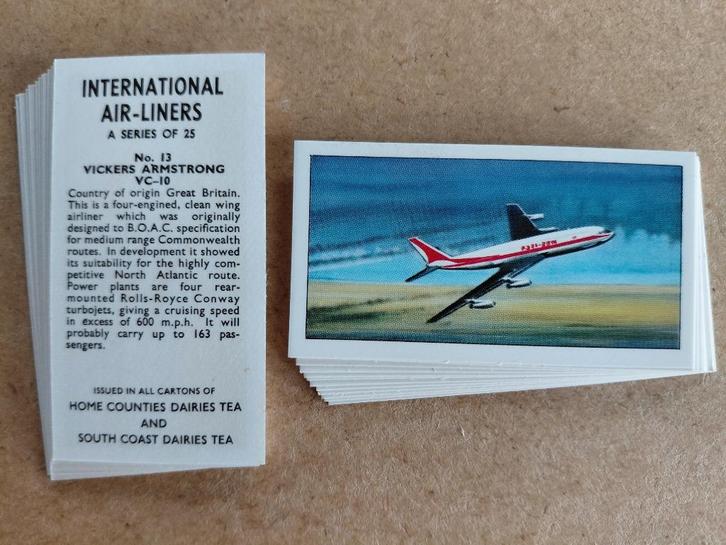 INTERNATIONAL
AIR-LINERS
A SERIES OF 25
No. 13
VICKERS ARMSTRONG
VC-10
Country of origin Great Britain.
This is a four-engined, clean wing
airliner which was originally
designed to B.O.A.C. specification
for medium range Commonwealth
routes. In development it showed
its suitability for the highly com-
petitive North Atlantic route.
Power plants are four rear-
mounted Rolls-Royce Conway
turbojets, giving a cruising speed
in excess of 600 m.p.h. It will
probably carry up to 163 pas-
sengers.
ISSUED IN ALL CARTONS OF
HOME COUNTIES DAIRIES TEA
AND
SOUTH COAST DAIRIES TEA